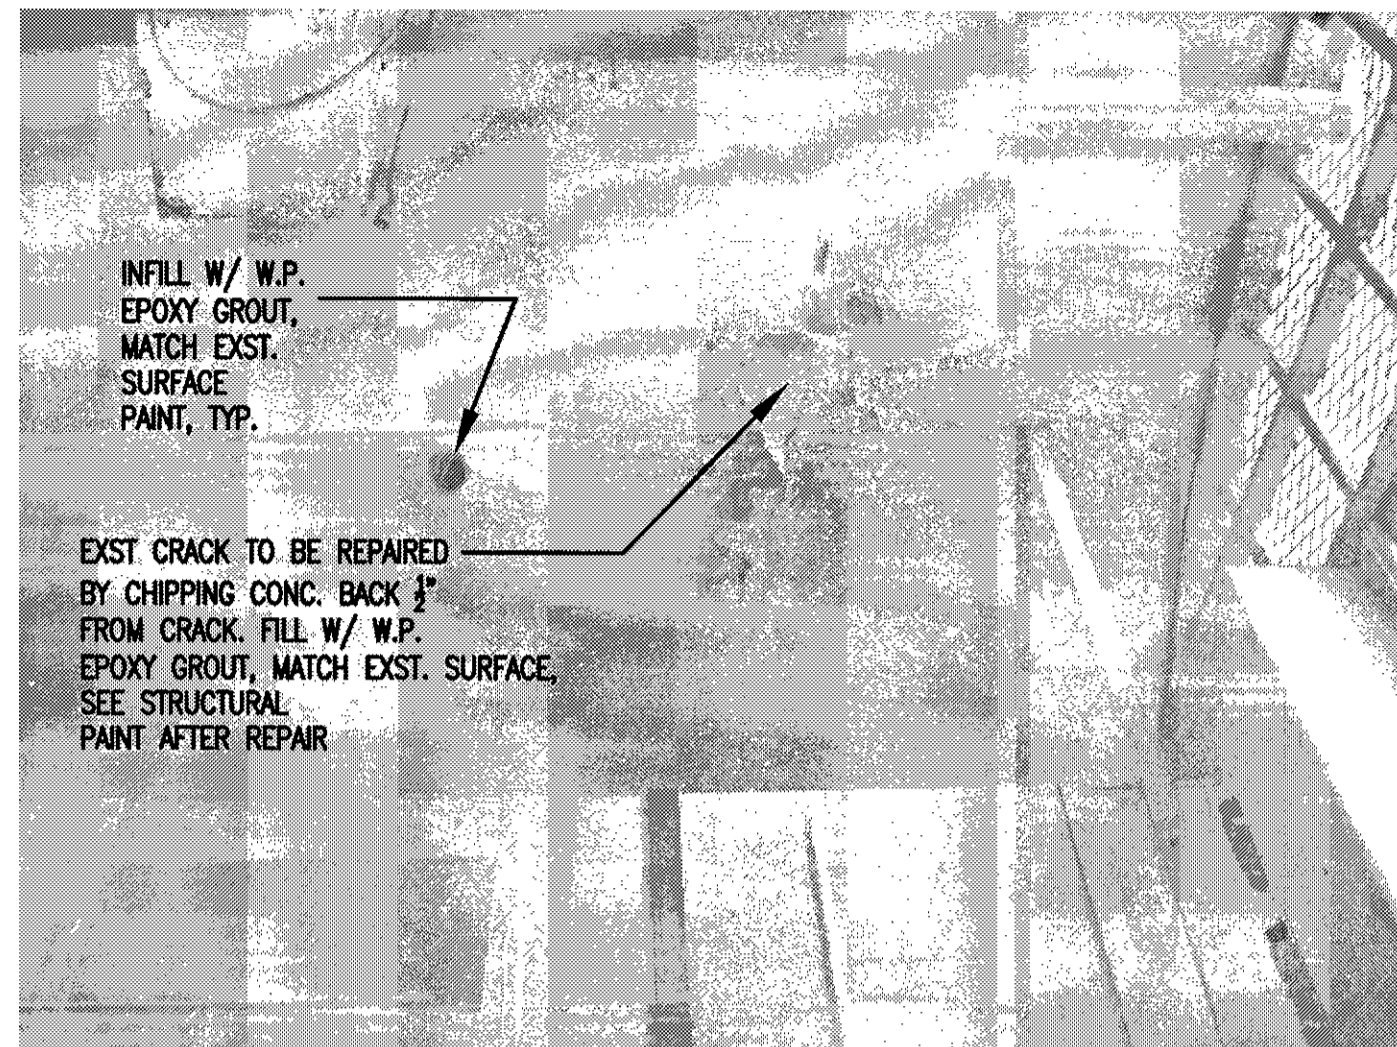 INFILL W/ W.P.
EPOXY GROUT,
MATCH EXST.
SURFACE
PAINT, TYP.
EXST CRACK TO BE REPAIRED
BY CHIPPING CONC. BACK ½"
FROM CRACK. FILL W/ W.P.
EPOXY GROUT, MATCH EXST. SURFACE,
SEE STRUCTURAL
PAINT AFTER REPAIR